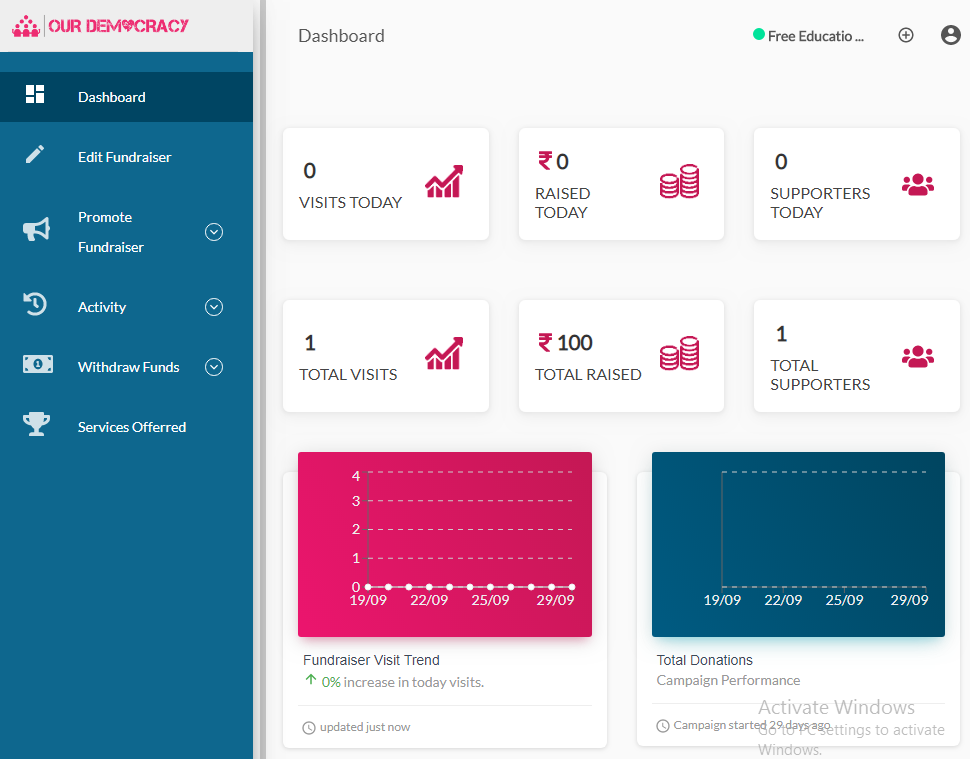 OUR DEMOCRACY
Dashboard
Free Educatio ...
Dashboard
Edit Fundraiser
Promote
Fundraiser
Activity
1
Withdraw Funds
Services Offerred
0
VISITS TODAY
₹ 0
RAISED
TODAY
0
SUPPORTERS
TODAY
1
TOTAL VISITS
₹ 100
TOTAL RAISED
1
TOTAL
SUPPORTERS
4
3
2
1
0
19/09 22/09 25/09 29/09
Fundraiser Visit Trend
0% increase in today visits.
updated just now
19/09 22/09 25/09 29/09
Total Donations
Campaign Performance
Campaign started 29 days ago
Activate Windows
Go to PC settings to activate
Windows.